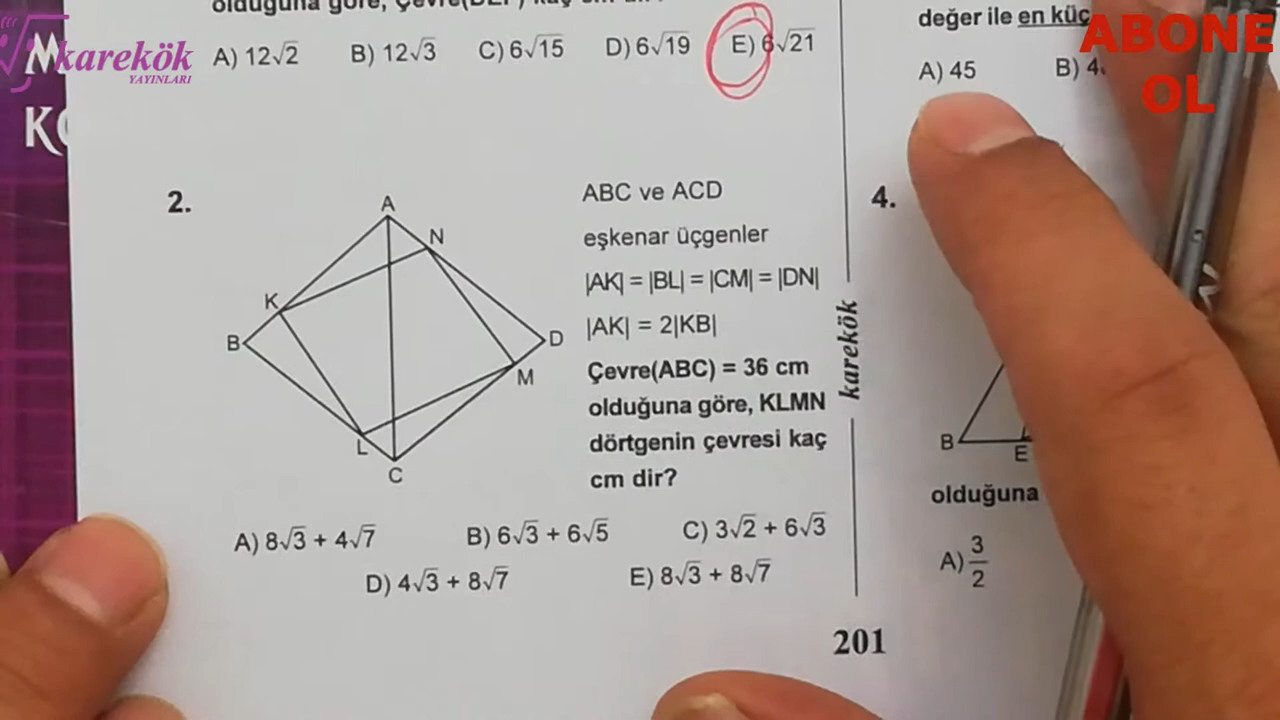 karekök
YAYINLARI
A) 12√2 B) 12√3 C) 6√15 D) 6√19 E) 6√21
2.
A
N
K
B
D
M
L
C
ABC ve ACD
eşkenar üçgenler
|AK| = |BL| = |CM| = |DN|
|AK| = 2|KB|
Çevre(ABC) = 36 cm
olduğuna göre, KLMN
dörtgenin çevresi kaç
cm dir?
A) 8√3 + 4√7 B) 6√3 + 6√5 C) 3√2 + 6√3
D) 4√3 + 8√7 E) 8√3 + 8√7
karekök
201
değer ile en küç
A) 45 B) 4
ABONE
OL
4.
B
E
olduğuna
A) 3/2